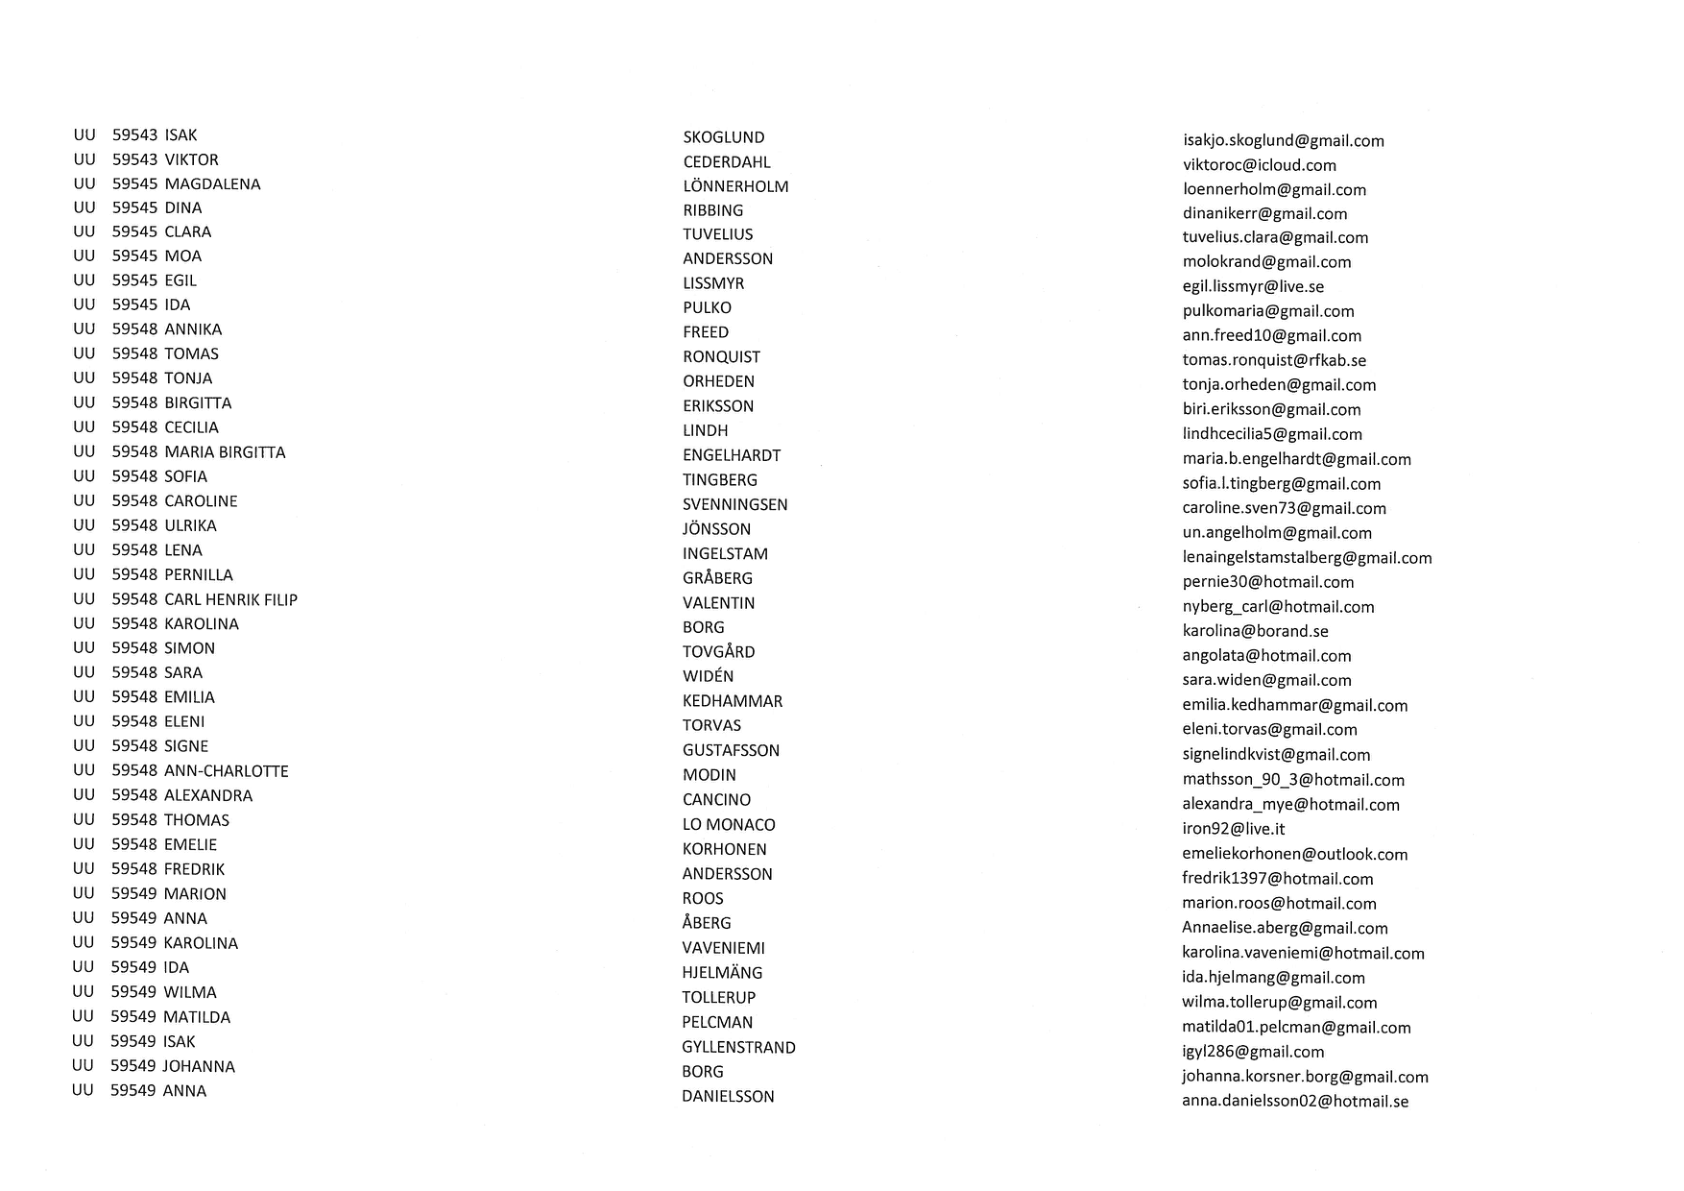 UU 59543 ISAK SKOGLUND isakjo.skoglund@gmail.com
UU 59543 VIKTOR CEDERDAHL viktoroc@icloud.com
UU 59545 MAGDALENA LÖNNERHOLM loennerholm@gmail.com
UU 59545 DINA RIBBING dinanikerr@gmail.com
UU 59545 CLARA TUVELIUS tuvelius.clara@gmail.com
UU 59545 MOA ANDERSSON molokrand@gmail.com
UU 59545 EGIL LISSMYR egil.lissmyr@live.se
UU 59545 IDA PULKO pulkomaria@gmail.com
UU 59548 ANNIKA FREED ann.freed10@gmail.com
UU 59548 TOMAS RONQUIST tomas.ronquist@rfkab.se
UU 59548 TONJA ORHEDEN tonja.orheden@gmail.com
UU 59548 BIRGITTA ERIKSSON biri.eriksson@gmail.com
UU 59548 CECILIA LINDH lindhcecilia5@gmail.com
UU 59548 MARIA BIRGITTA ENGELHARDT maria.b.engelhardt@gmail.com
UU 59548 SOFIA TINGBERG sofia.l.tingberg@gmail.com
UU 59548 CAROLINE SVENNINGSEN caroline.sven73@gmail.com
UU 59548 ULRIKA JÖNSSON un.angelholm@gmail.com
UU 59548 LENA INGELSTAM lenaingelstamstalberg@gmail.com
UU 59548 PERNILLA GRÅBERG pernie30@hotmail.com
UU 59548 CARL HENRIK FILIP VALENTIN nyberg_carl@hotmail.com
UU 59548 KAROLINA BORG karolina@borand.se
UU 59548 SIMON TOVGÅRD angolata@hotmail.com
UU 59548 SARA WIDÉN sara.widen@gmail.com
UU 59548 EMILIA KEDHAMMAR emilia.kedhammar@gmail.com
UU 59548 ELENI TORVAS eleni.torvas@gmail.com
UU 59548 SIGNE GUSTAFSSON signelindkvist@gmail.com
UU 59548 ANN-CHARLOTTE MODIN mathsson_90_3@hotmail.com
UU 59548 ALEXANDRA CANCINO alexandra_mye@hotmail.com
UU 59548 THOMAS LO MONACO iron92@live.it
UU 59548 EMELIE KORHONEN emeliekorhonen@outlook.com
UU 59548 FREDRIK ANDERSSON fredrik1397@hotmail.com
UU 59549 MARION ROOS marion.roos@hotmail.com
UU 59549 ANNA ÅBERG Annaelise.aberg@gmail.com
UU 59549 KAROLINA VAVENIEMI karolina.vaveniemi@hotmail.com
UU 59549 IDA HJELMÄNG ida.hjelmang@gmail.com
UU 59549 WILMA TOLLERUP wilma.tollerup@gmail.com
UU 59549 MATILDA PELCMAN matilda01.pelcman@gmail.com
UU 59549 ISAK GYLLENSTRAND igyl286@gmail.com
UU 59549 JOHANNA BORG johanna.korsner.borg@gmail.com
UU 59549 ANNA DANIELSSON anna.danielsson02@hotmail.se